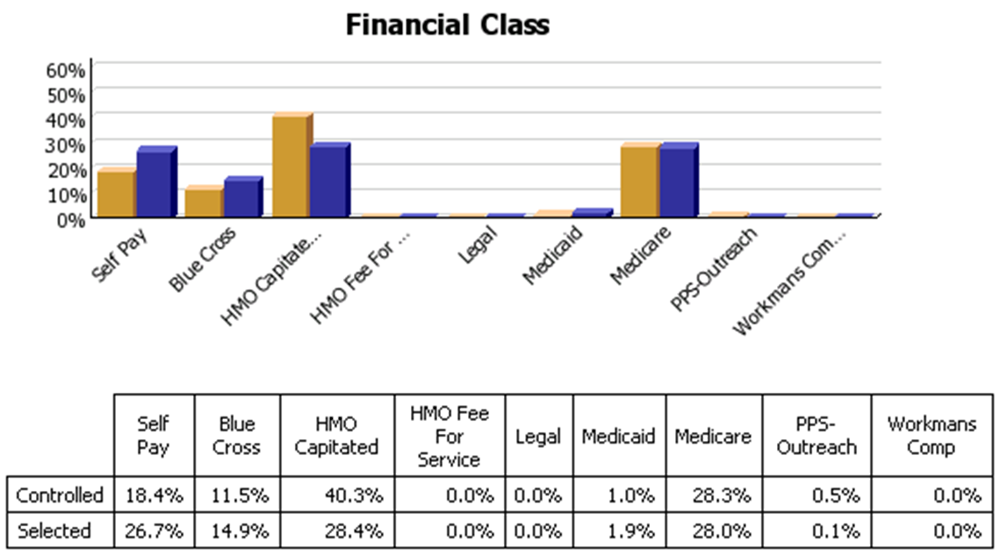 Financial Class
60%
50%
40%
30%
20%
10%
0%
Self Pay
Blue Cross
HMO Capitate...
HMO Fee For ...
Legal
Medicaid
Medicare
PPS-Outreach
Workmans Com...
Self Pay Blue Cross HMO Capitated HMO Fee For Service Legal Medicaid Medicare PPS-Outreach Workmans Comp
Controlled 18.4% 11.5% 40.3% 0.0% 0.0% 1.0% 28.3% 0.5% 0.0%
Selected 26.7% 14.9% 28.4% 0.0% 0.0% 1.9% 28.0% 0.1% 0.0%